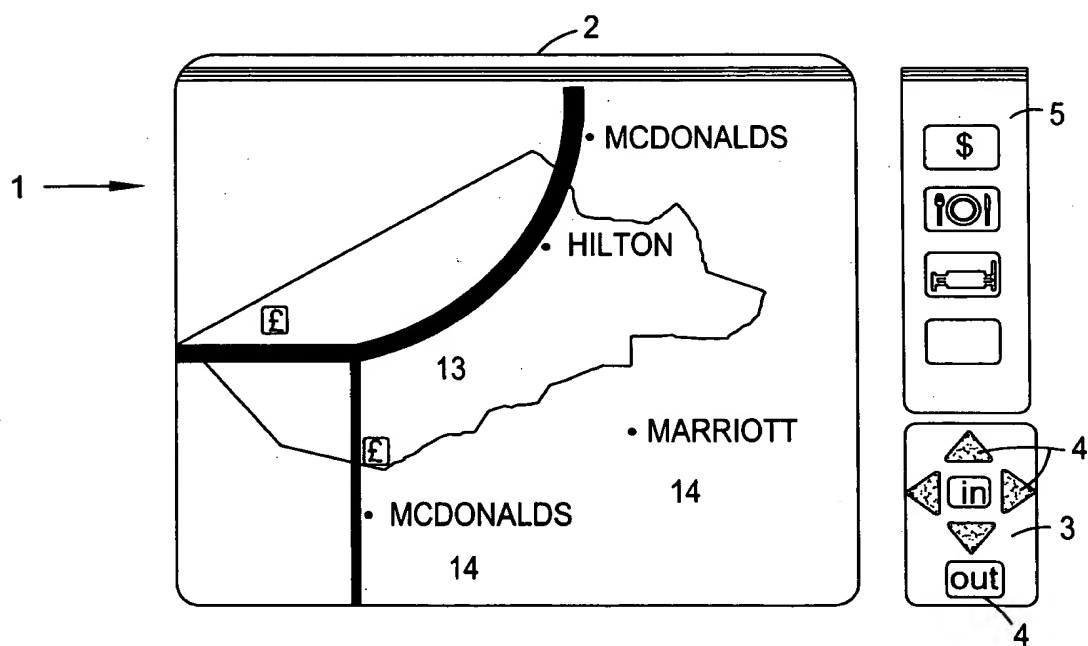 2
5
$
• MCDONALDS
1
• HILTON
£
13
• MARRIOTT
4
£
in
14
• MCDONALDS
3
14
out
4